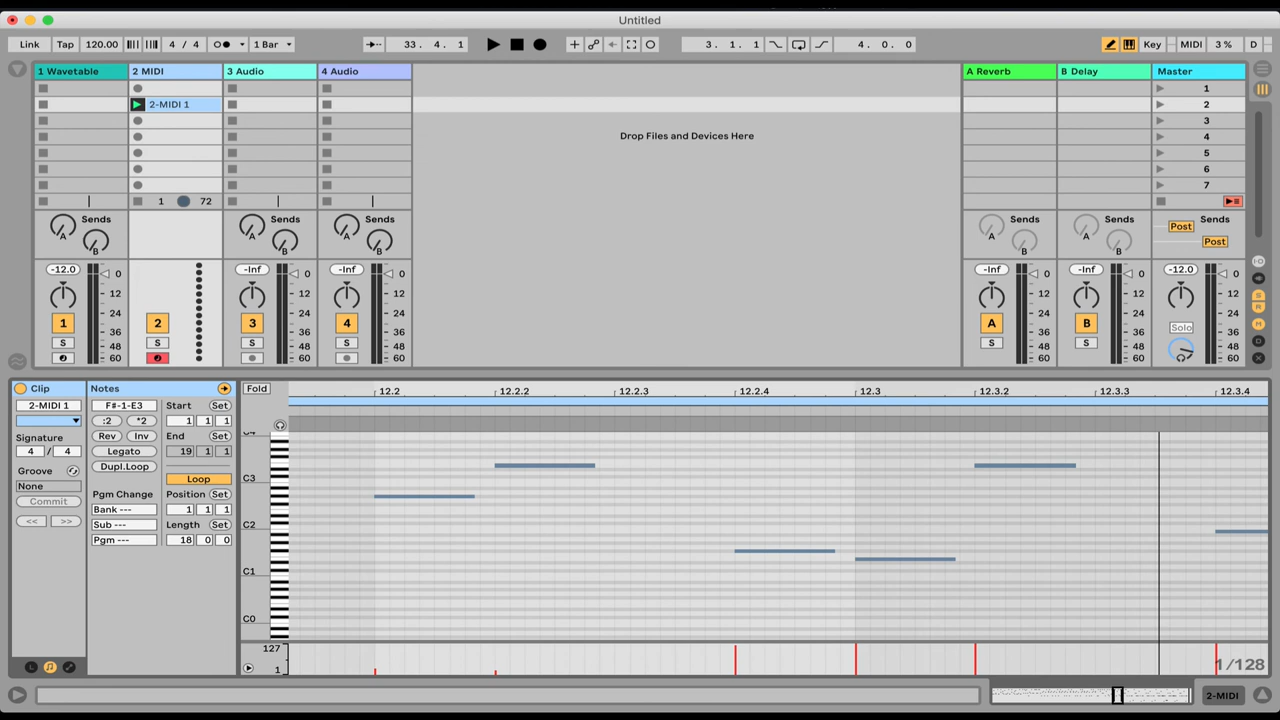 Untitled
Link Tap 120.00 4 / 4 1 Bar 33. 4. 1 3. 1. 1 4. 0. 0 Key MIDI 3 % D
1 Wavetable 2 MIDI 3 Audio 4 Audio A Reverb B Delay Master
1
2-MIDI 1 2
3
Drop Files and Devices Here 4
5
6
7
1 72
Sends Sends Sends Sends Sends Sends
A A A A B Post
B B B A B Post
-12.0 0 -Inf 0 -Inf 0 -Inf 0 -Inf 0 -12.0 0
12 12 12 12 12 12
24 24 24 24 24 24
1 2 3 4 A B Solo
36 36 36 36 36 36
S S S S S S
48 48 48 48 48 48
60 60 60 60 60 60
Clip Notes Fold 12.2 12.2.2 12.2.3 12.2.4 12.3 12.3.2 12.3.3 12.3.4
2-MIDI 1 F#-1-E3 Start Set
:2 *2 1 1 1
Signature Rev Inv End Set
4 / 4 Legato 19 1 1
Groove Dupl.Loop
None Loop
Commit Pgm Change Position Set
Bank --- 1 1 1
<< >> Sub --- Length Set
Pgm --- 18 0 0
C4
C3
C2
C1
C0
127
1 1/128
2-MIDI